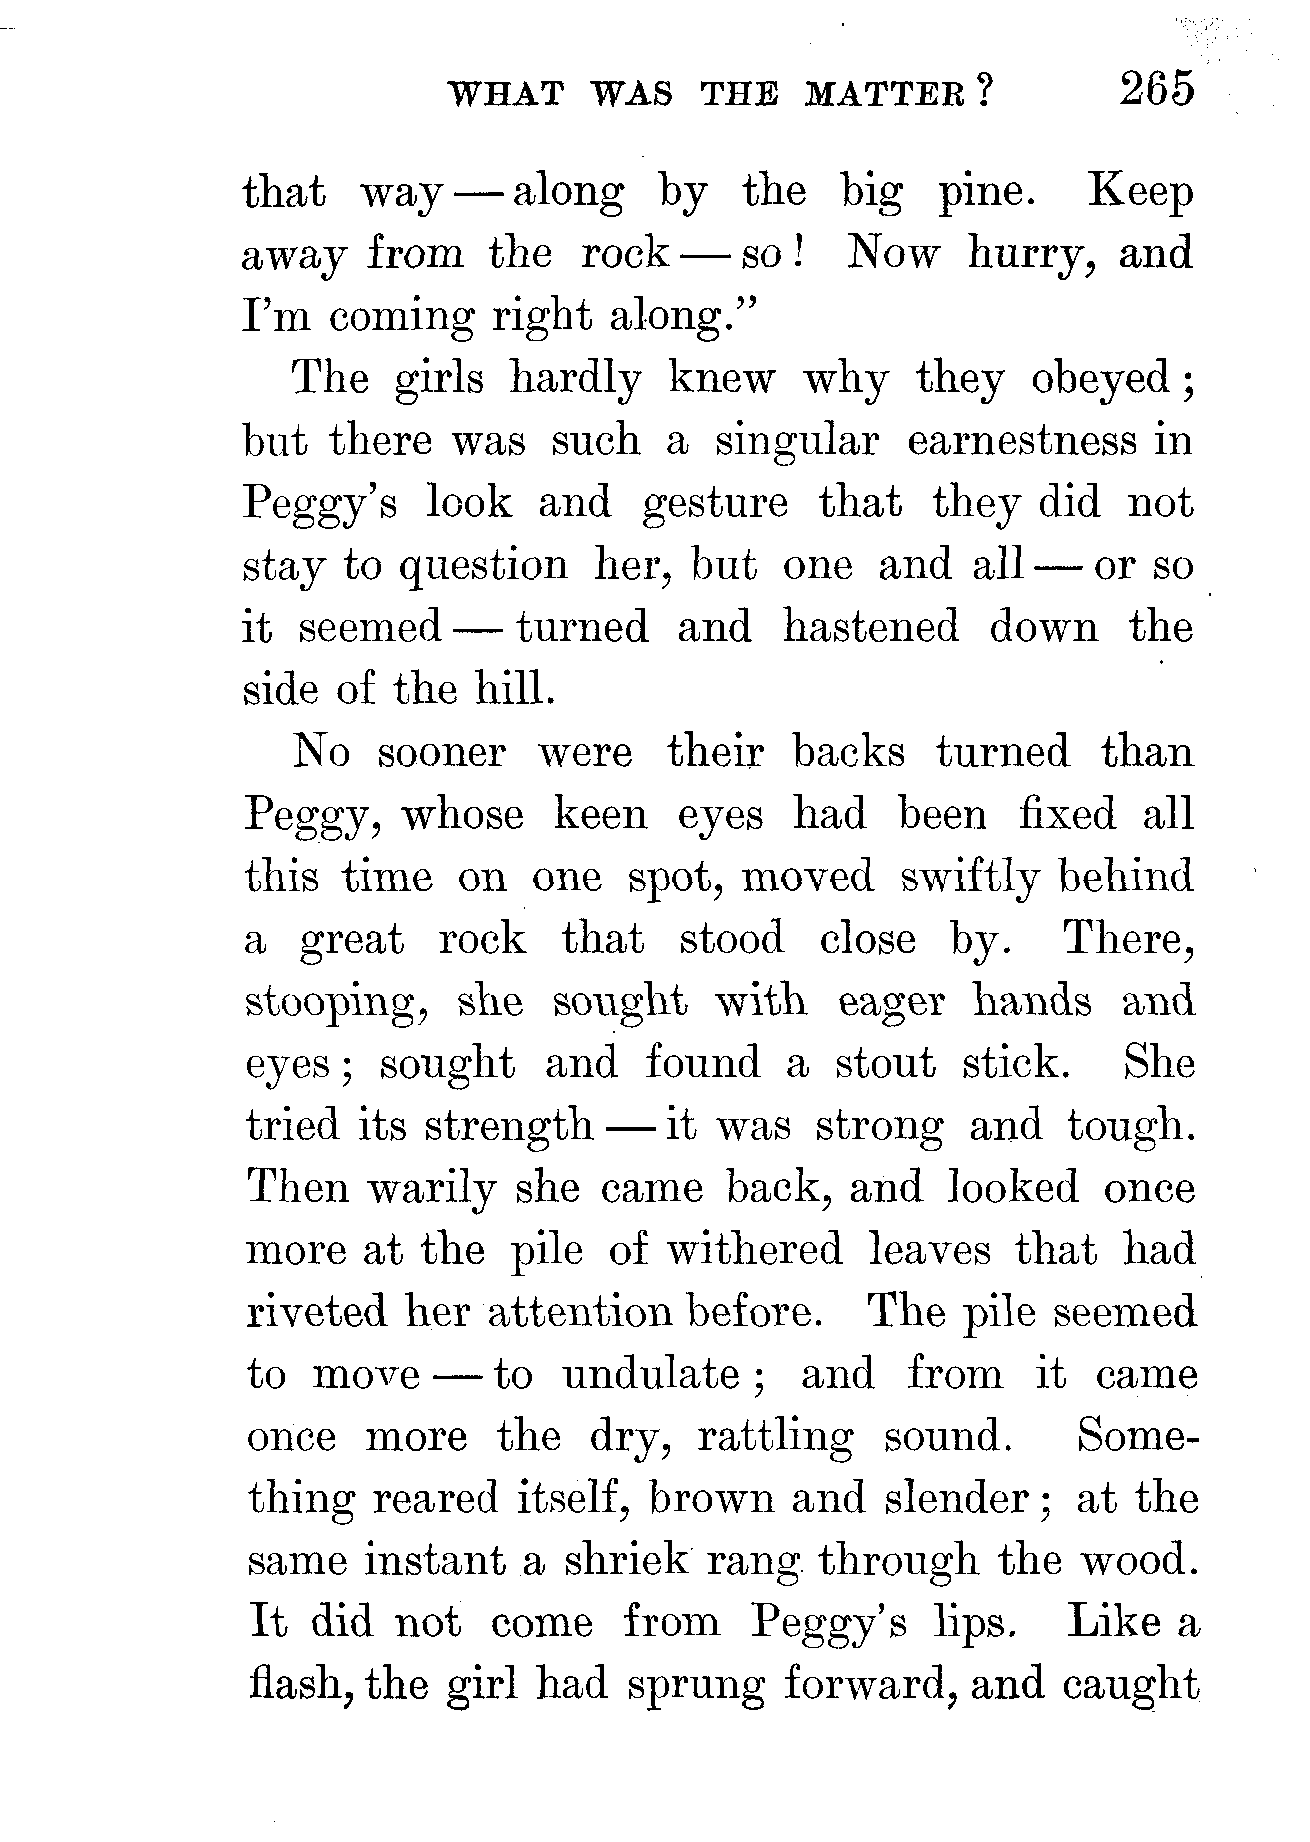 WHAT WAS THE MATTER? 265
that way — along by the big pine. Keep
away from the rock — so! Now hurry, and
I'm coming right along."
The girls hardly knew why they obeyed;
but there was such a singular earnestness in
Peggy's look and gesture that they did not
stay to question her, but one and all — or so
it seemed — turned and hastened down the
side of the hill.
No sooner were their backs turned than
Peggy, whose keen eyes had been fixed all
this time on one spot, moved swiftly behind
a great rock that stood close by. There,
stooping, she sought with eager hands and
eyes; sought and found a stout stick. She
tried its strength — it was strong and tough.
Then warily she came back, and looked once
more at the pile of withered leaves that had
riveted her attention before. The pile seemed
to move — to undulate; and from it came
once more the dry, rattling sound. Some-
thing reared itself, brown and slender; at the
same instant a shriek rang through the wood.
It did not come from Peggy's lips. Like a
flash, the girl had sprung forward, and caught